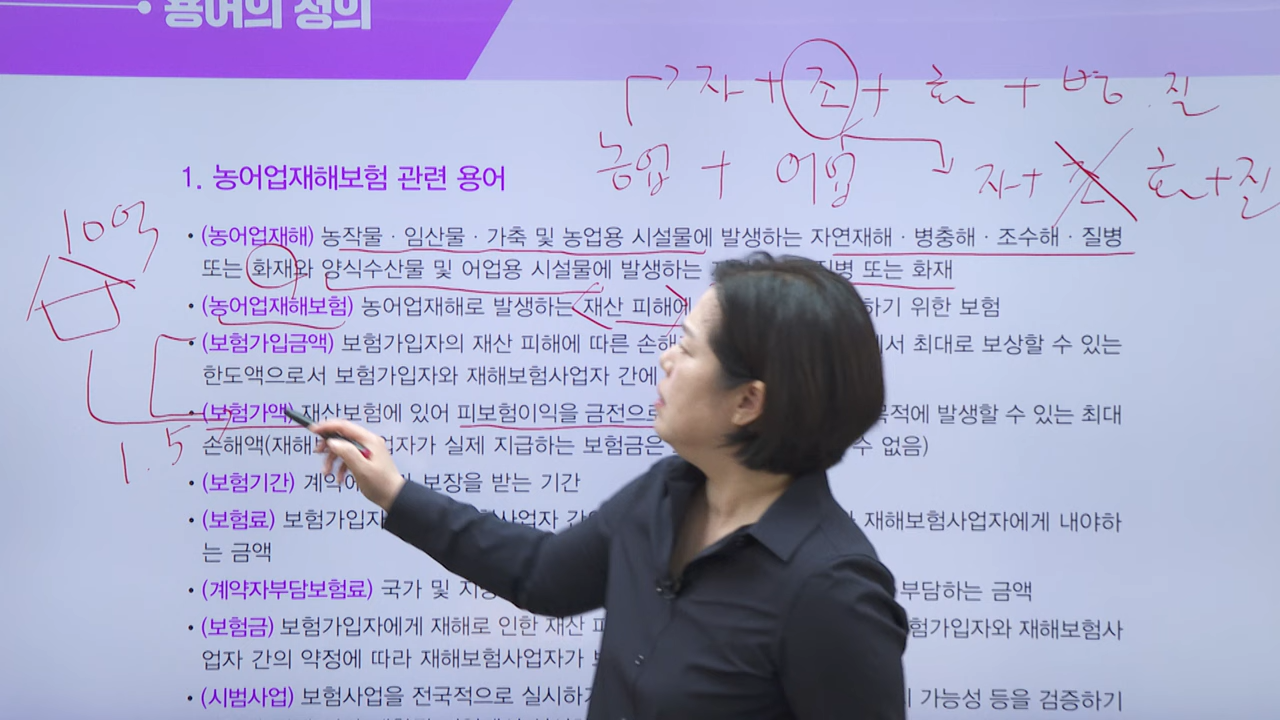 용어의 정의
자 + 조 + 화 + 병 . 질
농업 + 어업
자 + 조 화 + 질
1. 농어업재해보험 관련 용어
10억
• (농어업재해) 농작물 · 임산물 · 가축 및 농업용 시설물에 발생하는 자연재해 · 병충해 · 조수해 · 질병
또는 화재와 양식수산물 및 어업용 시설물에 발생하는 질병 또는 화재
• (농어업재해보험) 농어업재해로 발생하는 재산 피해에 하기 위한 보험
• (보험가입금액) 보험가입자의 재산 피해에 따른 손해 에서 최대로 보상할 수 있는
한도액으로서 보험가입자와 재해보험사업자 간에
• (보험가액) 재산보험에 있어 피보험이익을 금전으로 목적에 발생할 수 있는 최대
1.5
손해액(재해보험사업자가 실제 지급하는 보험금은 수 없음)
• (보험기간) 계약에 보장을 받는 기간
• (보험료) 보험가입자 사업자 간의 재해보험사업자에게 내야하
는 금액
• (계약자부담보험료) 국가 및 지방 부담하는 금액
• (보험금) 보험가입자에게 재해로 인한 재산 피 험가입자와 재해보험사
업자 간의 약정에 따라 재해보험사업자가 보
• (시범사업) 보험사업을 전국적으로 실시하기 가능성 등을 검증하기